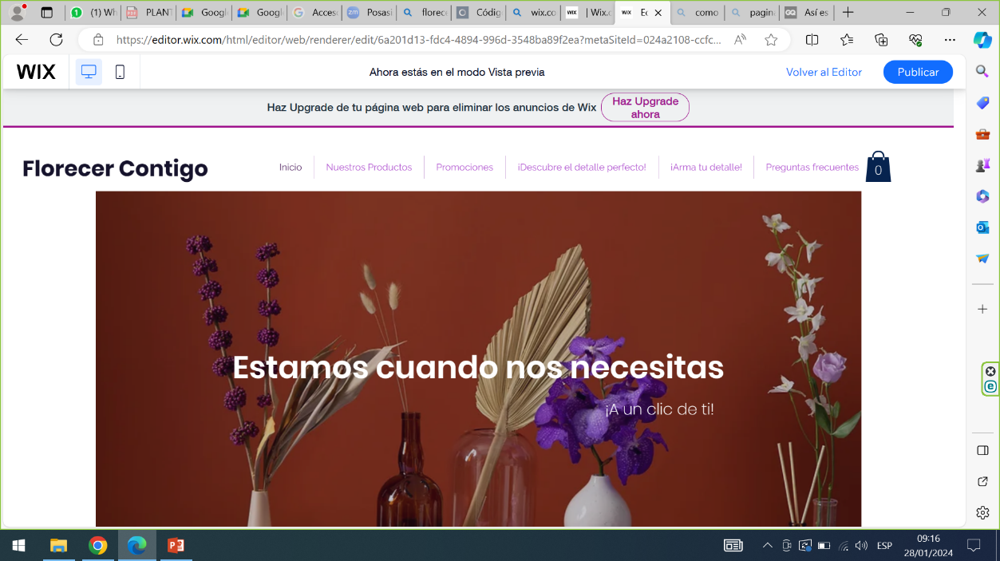 (1) Wh
PLANT
Googl
Googl
Acces
Posasi
florec
Códig
wix.co
| Wix.c
Ec
como
pagin
Así es
https://editor.wix.com/html/editor/web/renderer/edit/6a201d13-fdc4-4894-996d-3548ba89f2ea?metaSiteId=024a2108-ccfc...
WIX
Ahora estás en el modo Vista previa
Volver al Editor
Publicar
Haz Upgrade de tu página web para eliminar los anuncios de Wix
Haz Upgrade
ahora
Florecer Contigo
Inicio
Nuestros Productos
Promociones
¡Descubre el detalle perfecto!
¡Arma tu detalle!
Preguntas frecuentes
0
Estamos cuando nos necesitas
¡A un clic de ti!
ESP
09:16
28/01/2024